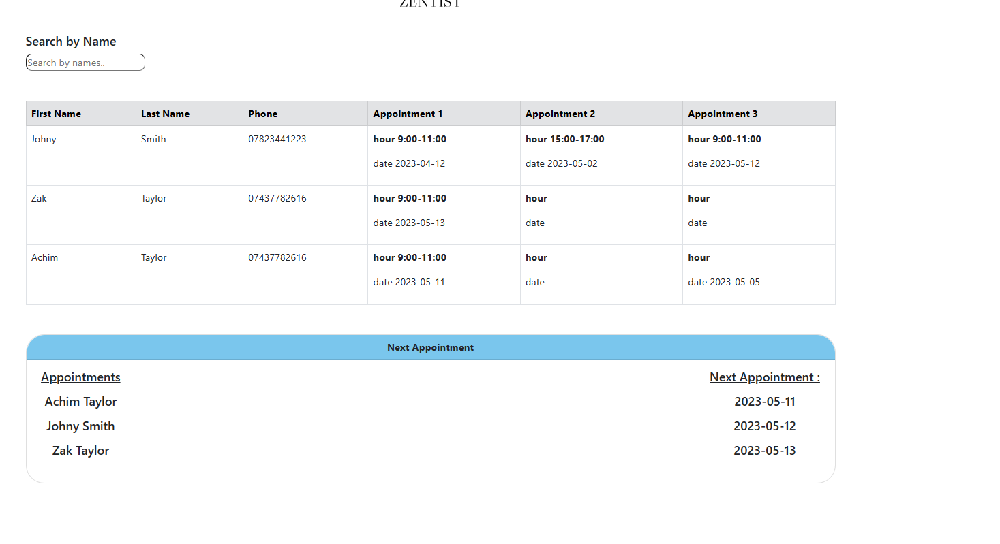 ZENTIST
Search by Name
Search by names..
First Name Last Name Phone Appointment 1 Appointment 2 Appointment 3
Johny Smith 07823441223 hour 9:00-11:00 hour 15:00-17:00 hour 9:00-11:00
date 2023-04-12 date 2023-05-02 date 2023-05-12
Zak Taylor 07437782616 hour 9:00-11:00 hour hour
date 2023-05-13 date date
Achim Taylor 07437782616 hour 9:00-11:00 hour hour
date 2023-05-11 date date 2023-05-05
Next Appointment
Appointments Next Appointment :
Achim Taylor 2023-05-11
Johny Smith 2023-05-12
Zak Taylor 2023-05-13